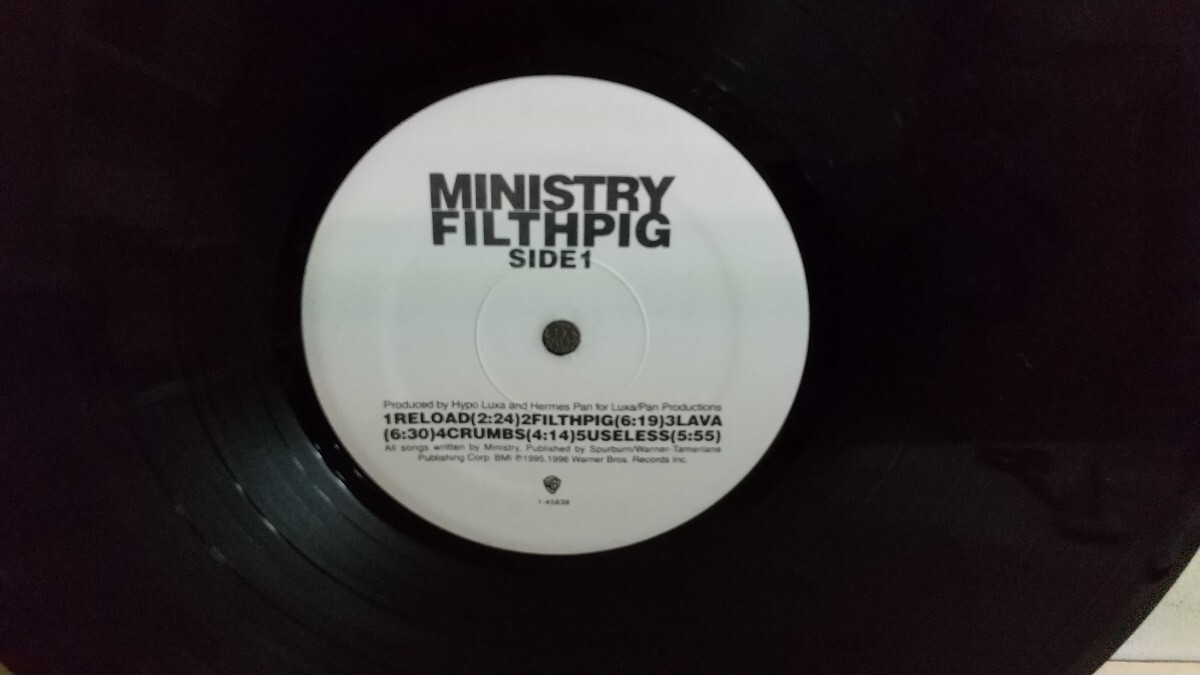 MINISTRY
FILTHPIG
SIDE1
Produced by Hypo Luxa and Hermes Pan for Luxa/Pan Productions
1RELOAD(2:24)2FILTHPIG(6:19)3LAVA
(6:30)4CRUMBS(4:14)5USELESS(5:55)
All songs written by Ministry, Published by Spurburn/Warner-Tamerlane
Publishing Corp. BMI ℗1995,1996 Warner Bros. Records Inc.
1-45838